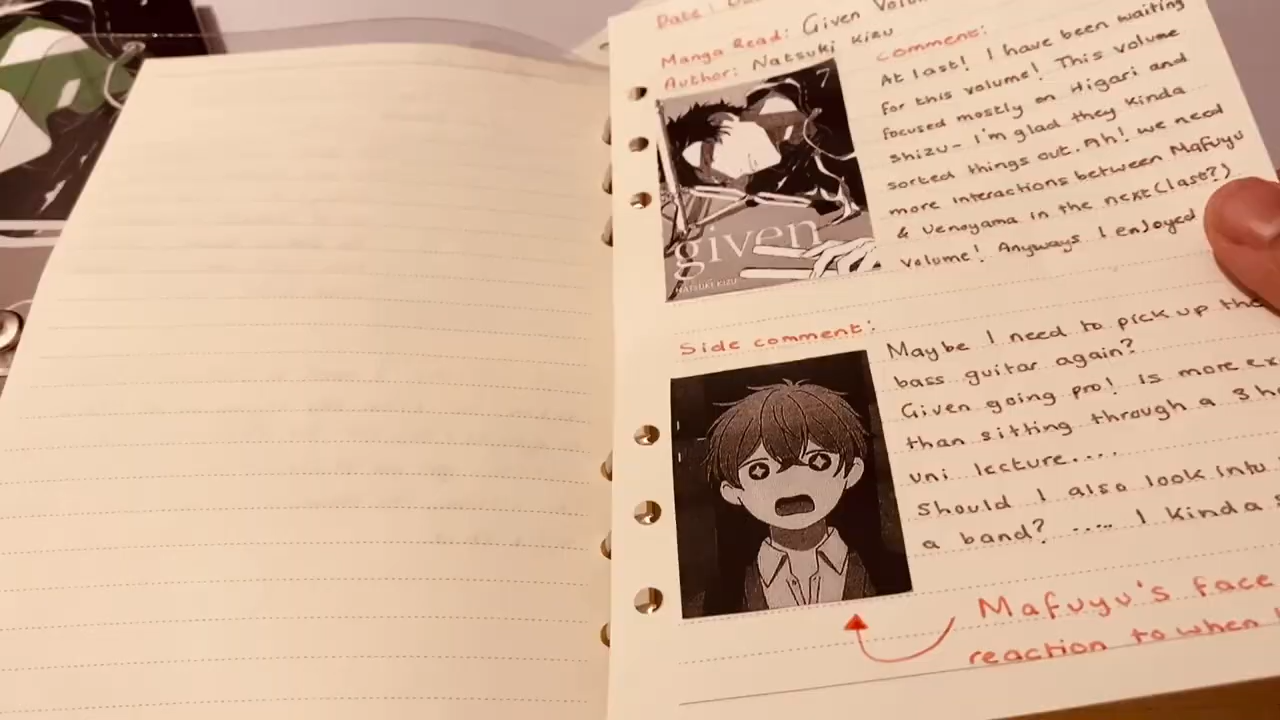 Date:
Manga Read: Given
Author: Natsuki Kizu
7
given
NATSUKI KIZU
Comment:
At last! I have been waiting
for this volume! This volume
focused mostly on Higari and
Shizu- I'm glad they kinda
sorted things out. Ah! we need
more interactions between Mafuyu
& Uenoyama in the next (last?)
volume! Anyways I enjoyed
Side comment:
Maybe I need to pick up the
bass guitar again?
Given going pro! Is more
than sitting through a 3
uni lecture....
Should I also look into
a band? ..... I kinda
Mafuyu's face
reaction to when